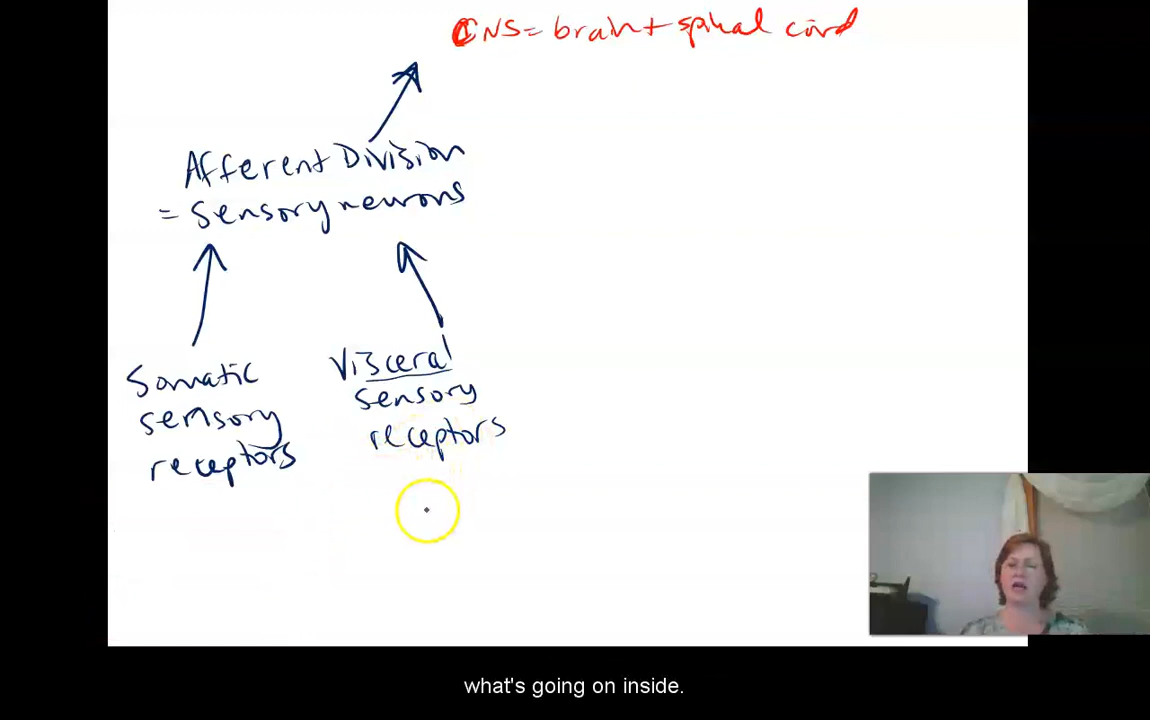 CNS = brain + spinal cord
Afferent Division
= Sensory neurons
Somatic
sensory
receptors
Visceral
sensory
receptors
what's going on inside.